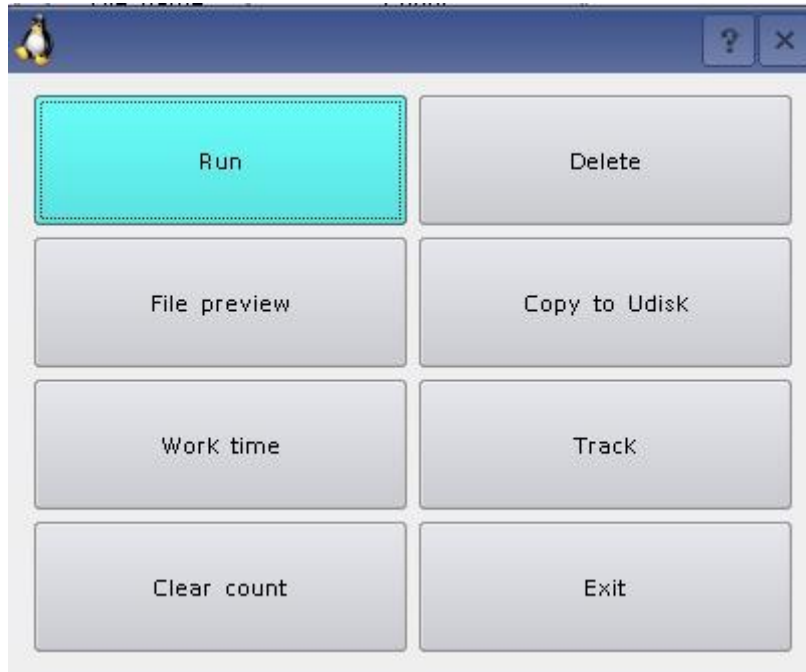 ?
×
Run
Delete
File preview
Copy to Udisk
Work time
Track
Clear count
Exit